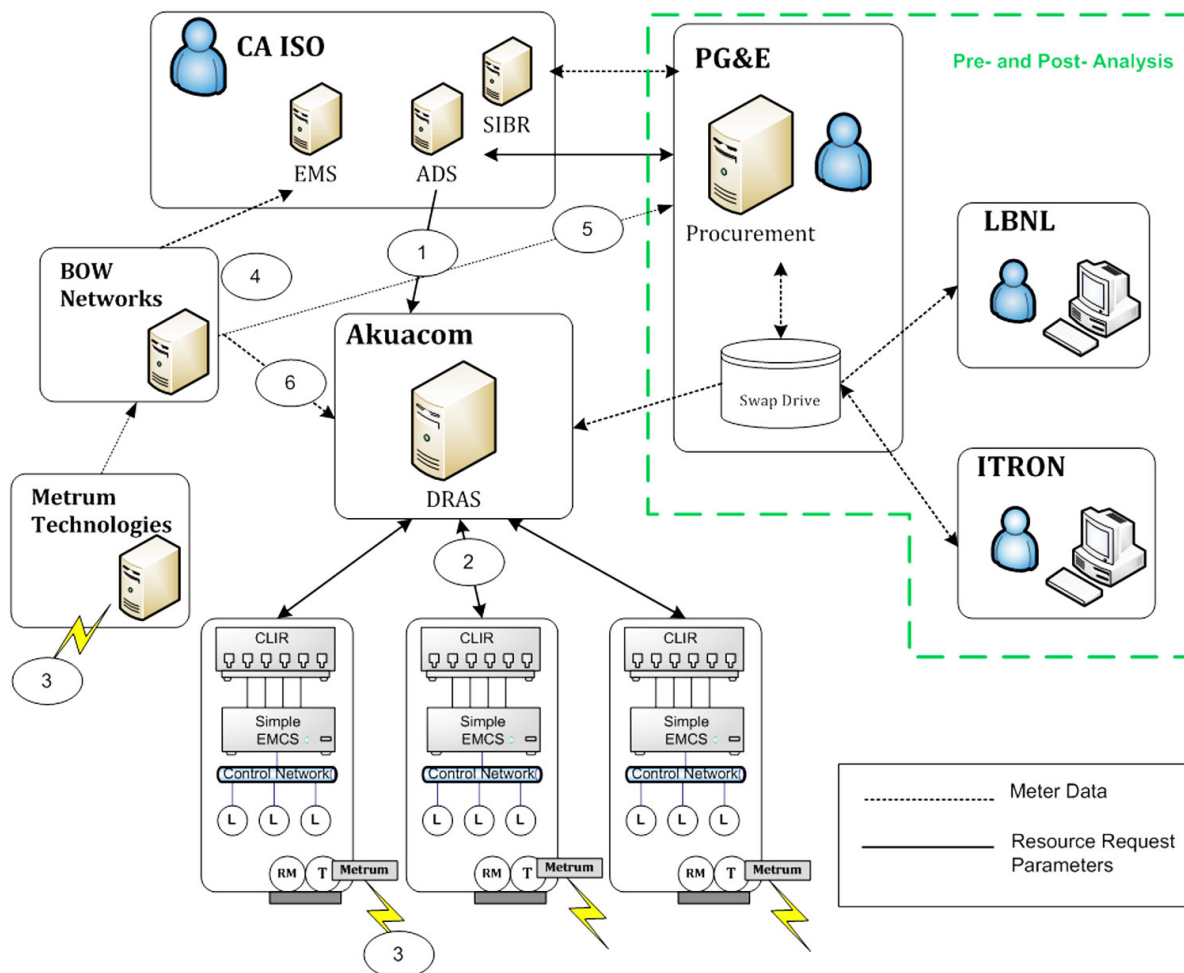 CA ISO
SIBR
EMS
ADS
PG&E
Procurement
Swap Drive
Pre- and Post- Analysis
LBNL
ITRON
1
5
4
BOW
Networks
6
Akuacom
DRAS
Metrum
Technologies
3
2
CLIR
Simple
EMCS
Control Network
L L L
RM T Metrum
3
CLIR
Simple
EMCS
Control Network
L L L
RM T Metrum
CLIR
Simple
EMCS
Control Network
L L L
RM T Metrum
Meter Data
Resource Request
Parameters